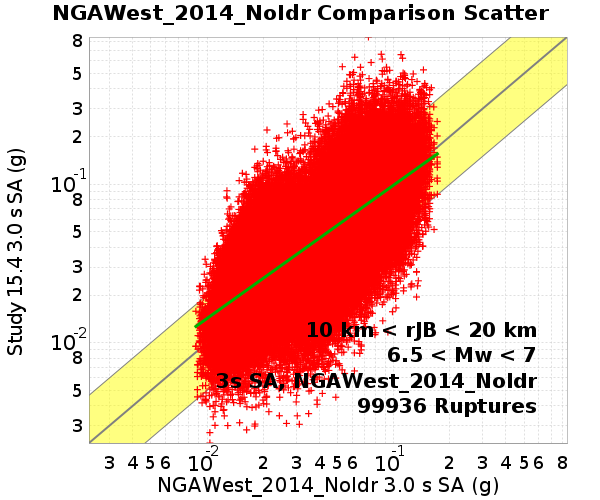 NGAWest_2014_NoIdr Comparison Scatter
8
5
3
2
10-1
8
5
3
2
10-2
8
5
3
Study 15.4 3.0 s SA (g)
10 km < rJB < 20 km
6.5 < Mw < 7
3s SA, NGAWest_2014_NoIdr
99936 Ruptures
3 4 5 6 10-2 2 3 4 5 6 10-1 2 3 4 5 6 8
NGAWest_2014_NoIdr 3.0 s SA (g)